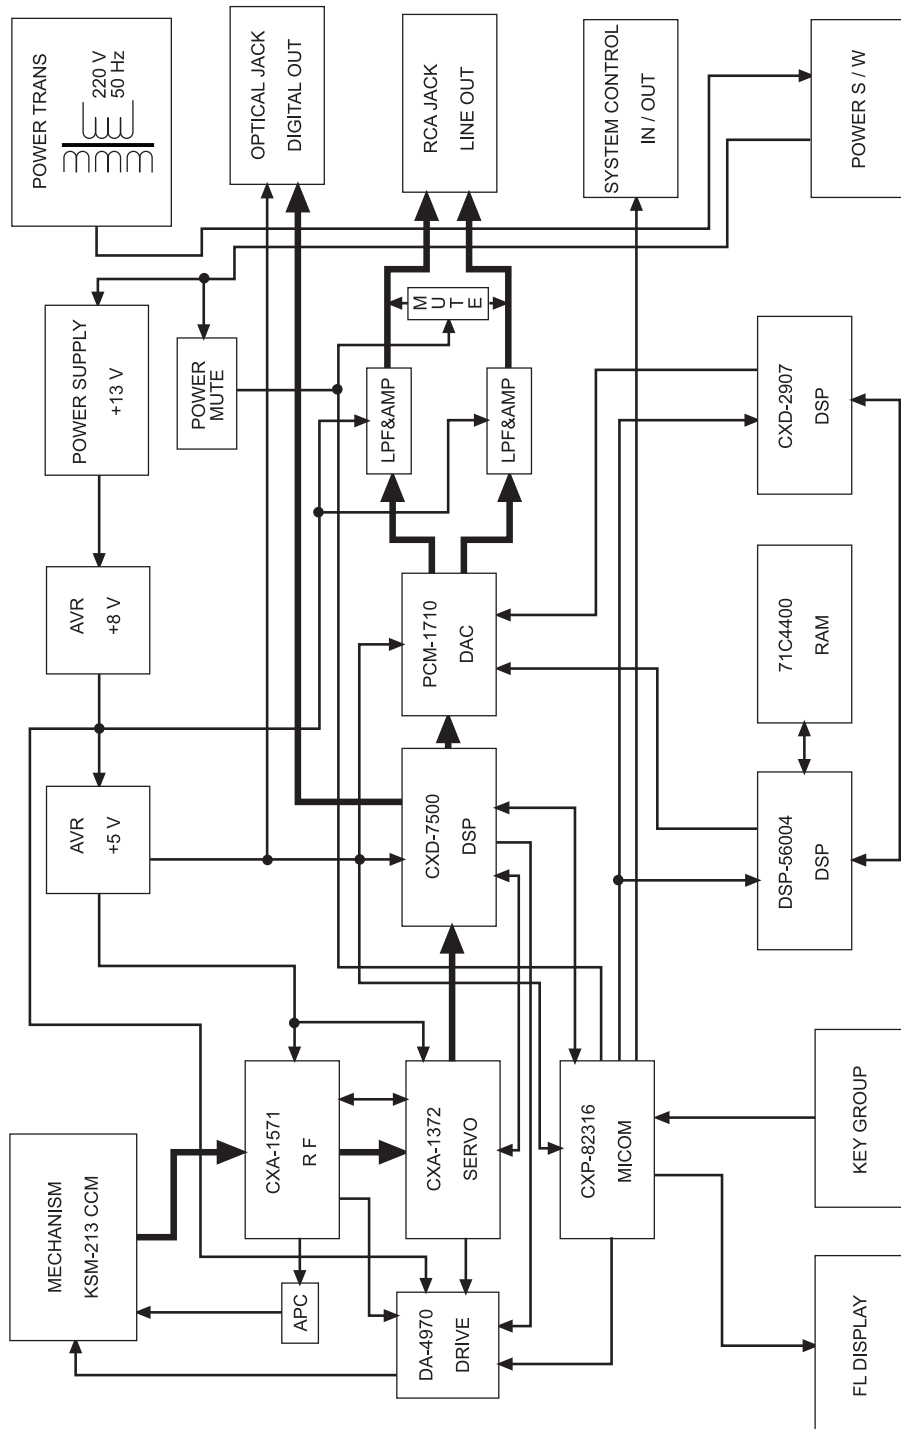 POWER TRANS
220 V
50 Hz
OPTICAL JACK
DIGITAL OUT
RCA JACK
LINE OUT
SYSTEM CONTROL
IN / OUT
POWER S / W
POWER SUPPLY
+13 V
POWER
MUTE
M
U
T
E
LPF&AMP
LPF&AMP
CXD-2907
DSP
AVR
+8 V
PCM-1710
DAC
71C4400
RAM
AVR
+5 V
CXD-7500
DSP
DSP-56004
DSP
MECHANISM
KSM-213 CCM
CXA-1571
R F
CXA-1372
SERVO
CXP-82316
MICOM
KEY GROUP
APC
DA-4970
DRIVE
FL DISPLAY